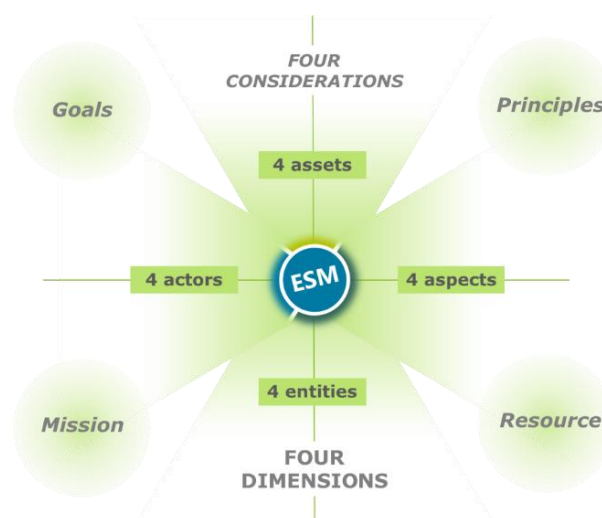 FOUR
CONSIDERATIONS
Goals
Principles
4 assets
4 actors
ESM
4 aspects
4 entities
Mission
Resource
FOUR
DIMENSIONS